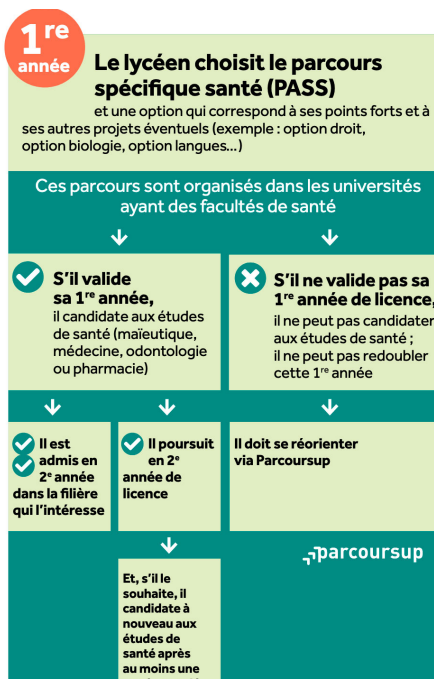 1re
année
Le lycéen choisit le parcours
spécifique santé (PASS)
et une option qui correspond à ses points forts et à
ses autres projets éventuels (exemple : option droit,
option biologie, option langues...)
Ces parcours sont organisés dans les universités
ayant des facultés de santé
S'il valide
sa 1re année,
il candidate aux études
de santé (maïeutique,
médecine, odontologie
ou pharmacie)
S'il ne valide pas sa
1re année de licence,
il ne peut pas candidater
aux études de santé ;
il ne peut pas redoubler
cette 1re année
Il est
admis en
2e année
dans la filière
qui l'intéresse
Il poursuit
en 2e
année de
licence
Il doit se réorienter
via Parcoursup
parcoursup
Et, s'il le
souhaite, il
candidate à
nouveau aux
études de
santé après
au moins une